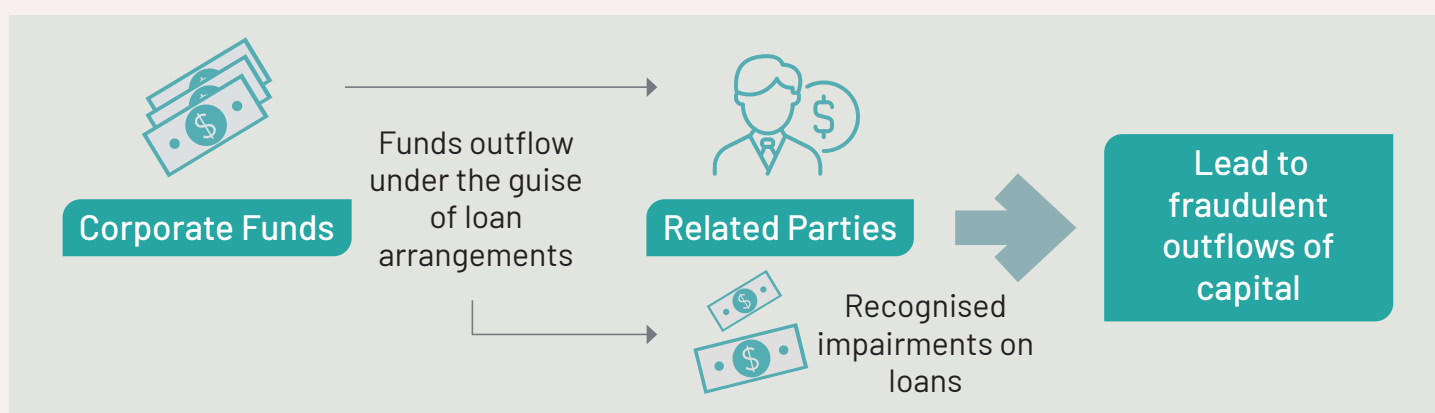 Corporate Funds
Funds outflow
under the guise
of loan
arrangements
Related Parties
Recognised
impairments on
loans
Lead to
fraudulent
outflows of
capital